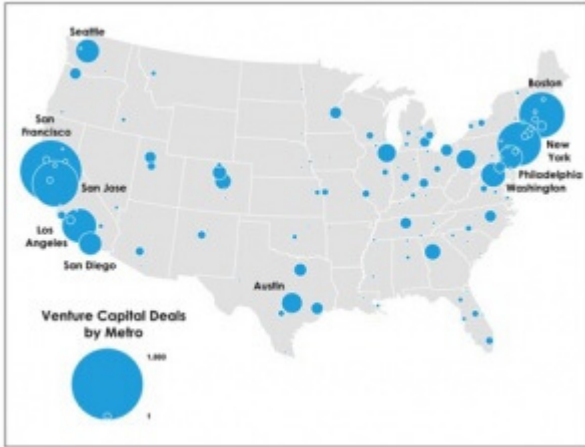 Seattle
Boston
San
Francisco
New
York
San Jose
Philadelphia
Washington
Los
Angeles
San Diego
Austin
Venture Capital Deals
by Metro
1,000
1